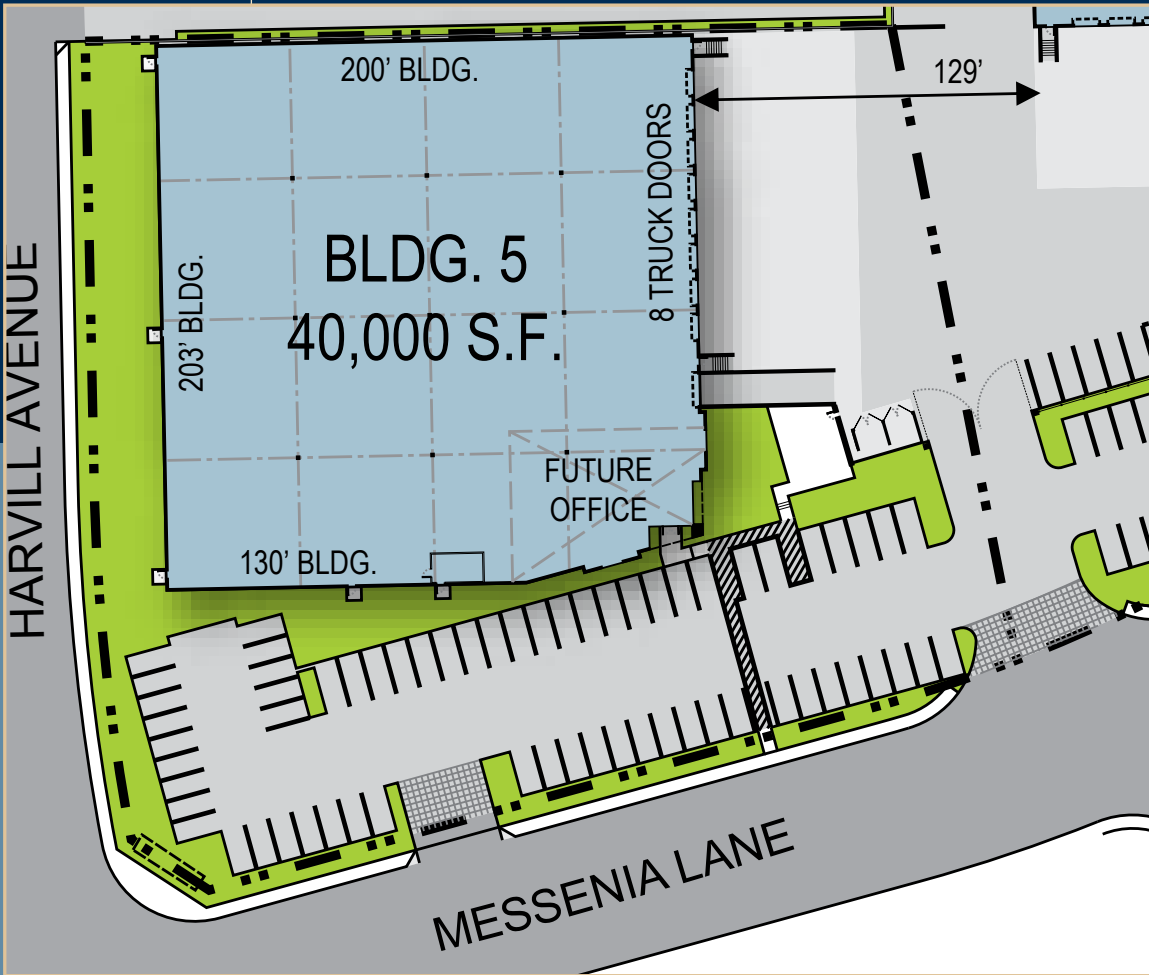 200' BLDG.
129'
8 TRUCK DOORS
BLDG. 5
40,000 S.F.
203' BLDG.
HARVILL AVENUE
FUTURE
OFFICE
130' BLDG.
MESSENIA LANE